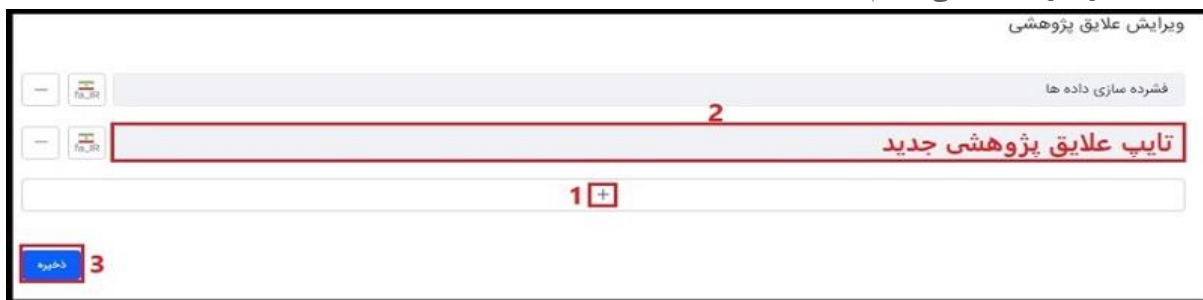 ویرایش علایق پژوهشی
فشرده سازی داده ها
fa_IR
−
2
تایپ علایق پژوهشی جدید
fa_IR
−
1 +
3 ذخیره